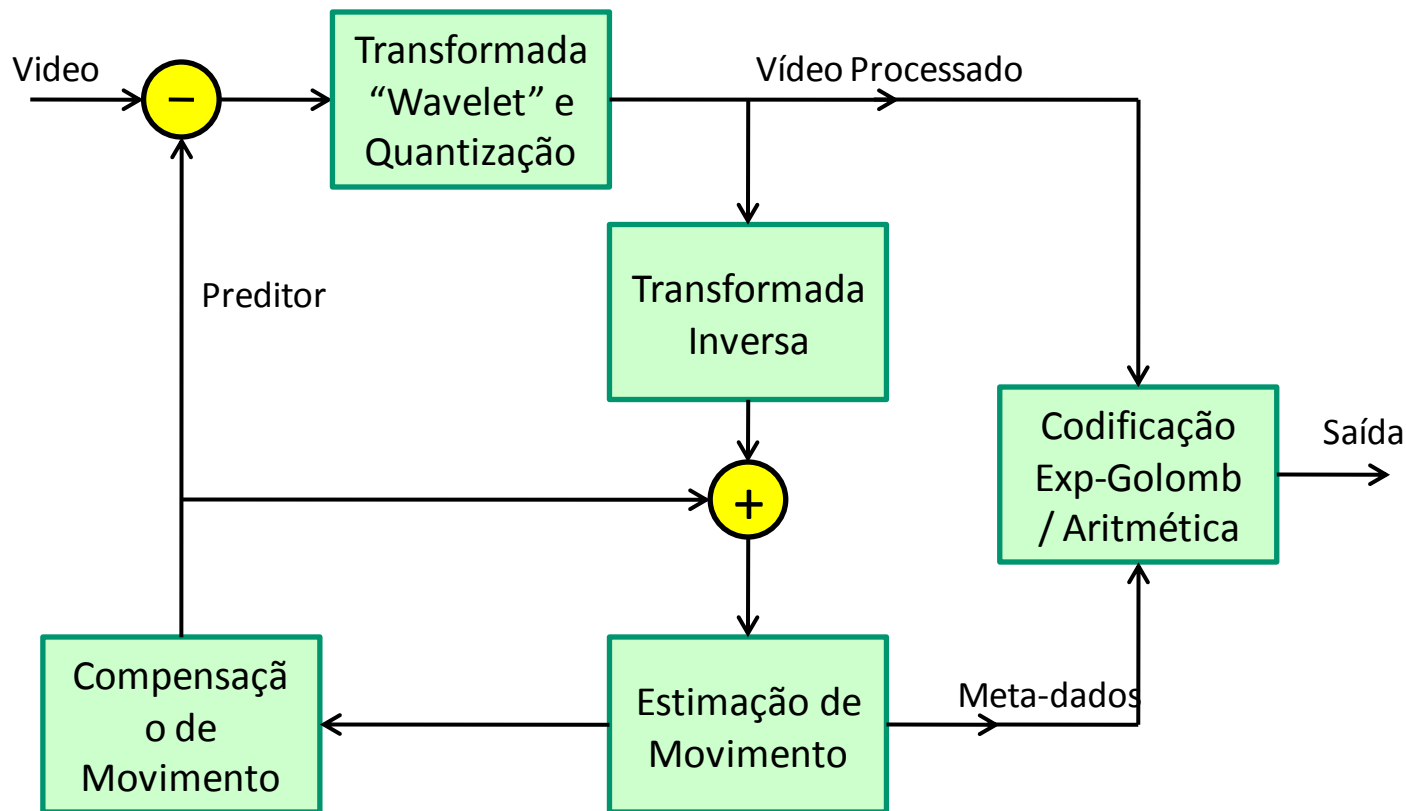 Video
−
Transformada
“Wavelet” e
Quantização
Vídeo Processado
Preditor
Transformada
Inversa
+
Codificação
Exp-Golomb
/ Aritmética
Saída
Compensaçã
o de
Movimento
Estimação de
Movimento
Meta-dados